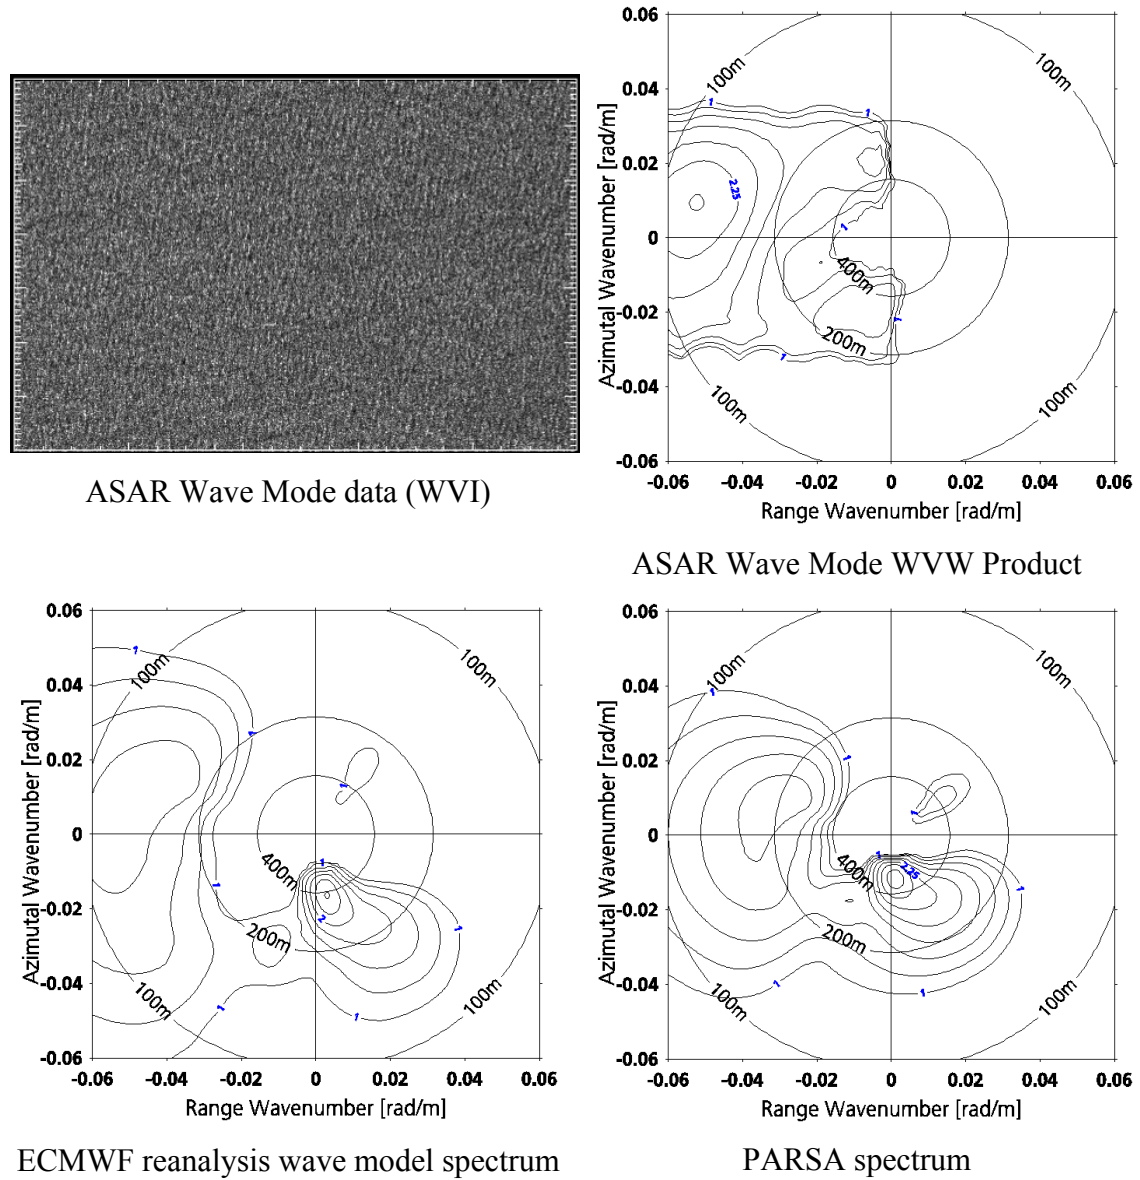 ASAR Wave Mode data (WVI)
0.06
0.04
0.02
0
-0.02
-0.04
-0.06
Azimutal Wavenumber [rad/m]
100m
100m
1
1
2.25
1
400m
200m
1
1
100m
100m
-0.06 -0.04 -0.02 0 0.02 0.04 0.06
Range Wavenumber [rad/m]
ASAR Wave Mode WVW Product
0.06
0.04
0.02
0
-0.02
-0.04
-0.06
Azimutal Wavenumber [rad/m]
1
100m
100m
1
1
1
400m
1
1
2
200m
1
100m
100m
1
1
-0.06 -0.04 -0.02 0 0.02 0.04 0.06
Range Wavenumber [rad/m]
ECMWF reanalysis wave model spectrum
0.06
0.04
0.02
0
-0.02
-0.04
-0.06
Azimutal Wavenumber [rad/m]
100m
100m
1
1
1
1
400m
2.25
1
200m
1
1
100m
100m
-0.06 -0.04 -0.02 0 0.02 0.04 0.06
Range Wavenumber [rad/m]
PARSA spectrum